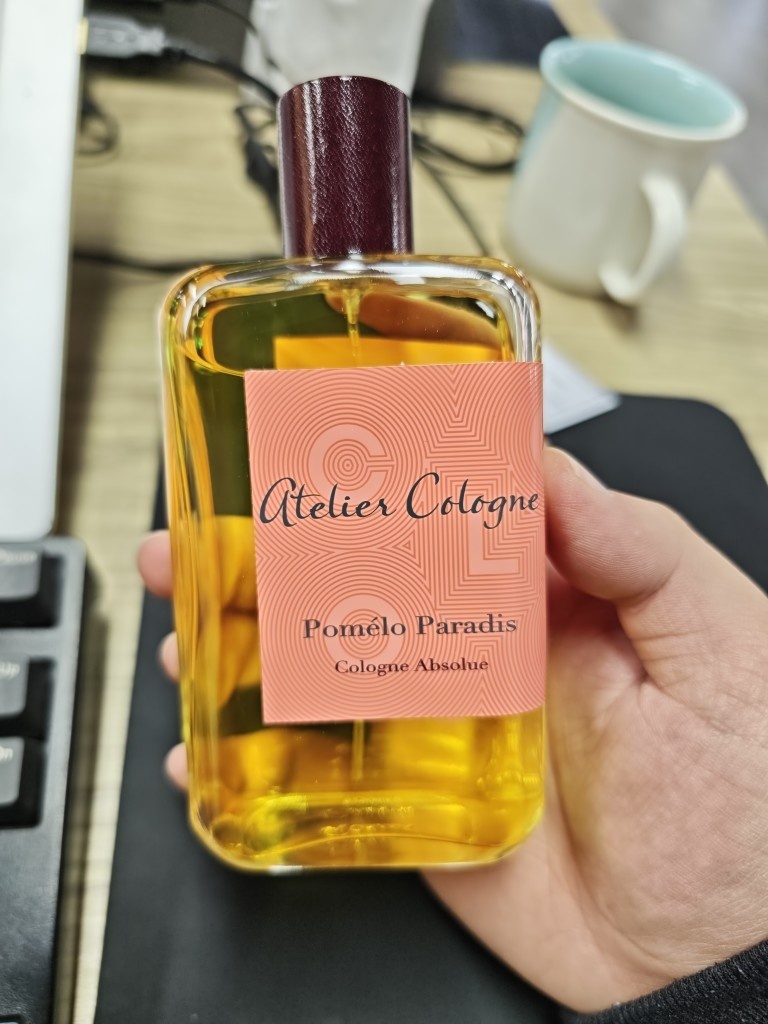 Atelier Cologne
Pomélo Paradis
Cologne Absolue